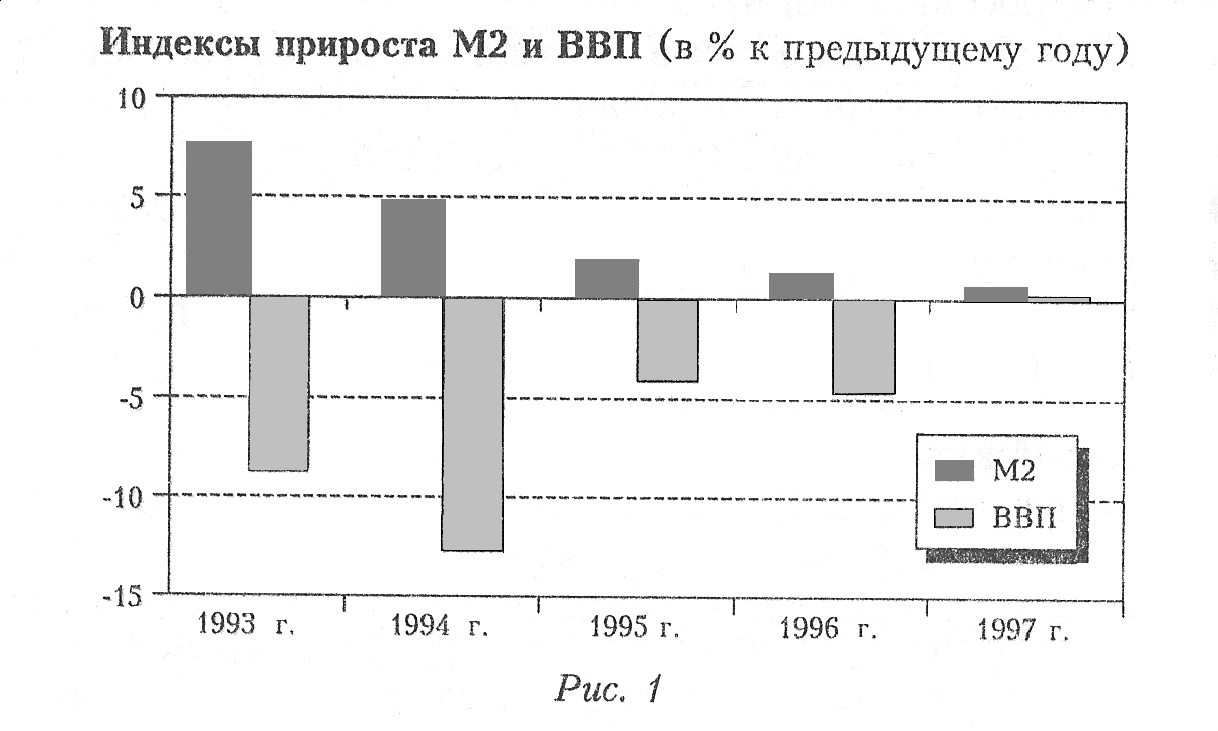 Индексы прироста М2 и ВВП (в % к предыдущему году)
10
5
0
-5
-10
-15
М2
ВВП
1993 г.
1994 г.
1995 г.
1996 г.
1997 г.
Рис. 1